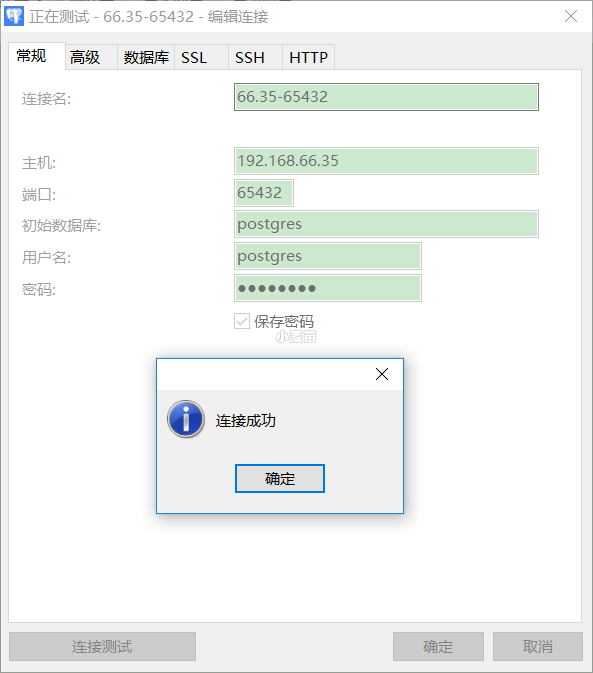 正在测试 - 66.35-65432 - 编辑连接
常规 高级 数据库 SSL SSH HTTP
连接名: 66.35-65432
主机: 192.168.66.35
端口: 65432
初始数据库: postgres
用户名: postgres
密码: ●●●●●●●●
保存密码
连接成功
确定
连接测试 确定 取消